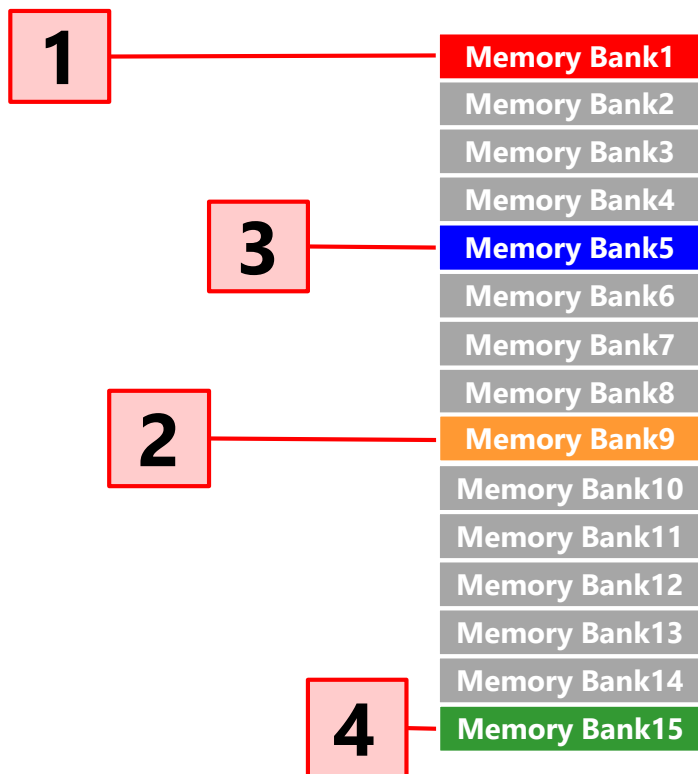 1
Memory Bank1
Memory Bank2
Memory Bank3
Memory Bank4
3
Memory Bank5
Memory Bank6
Memory Bank7
Memory Bank8
2
Memory Bank9
Memory Bank10
Memory Bank11
Memory Bank12
Memory Bank13
Memory Bank14
4
Memory Bank15